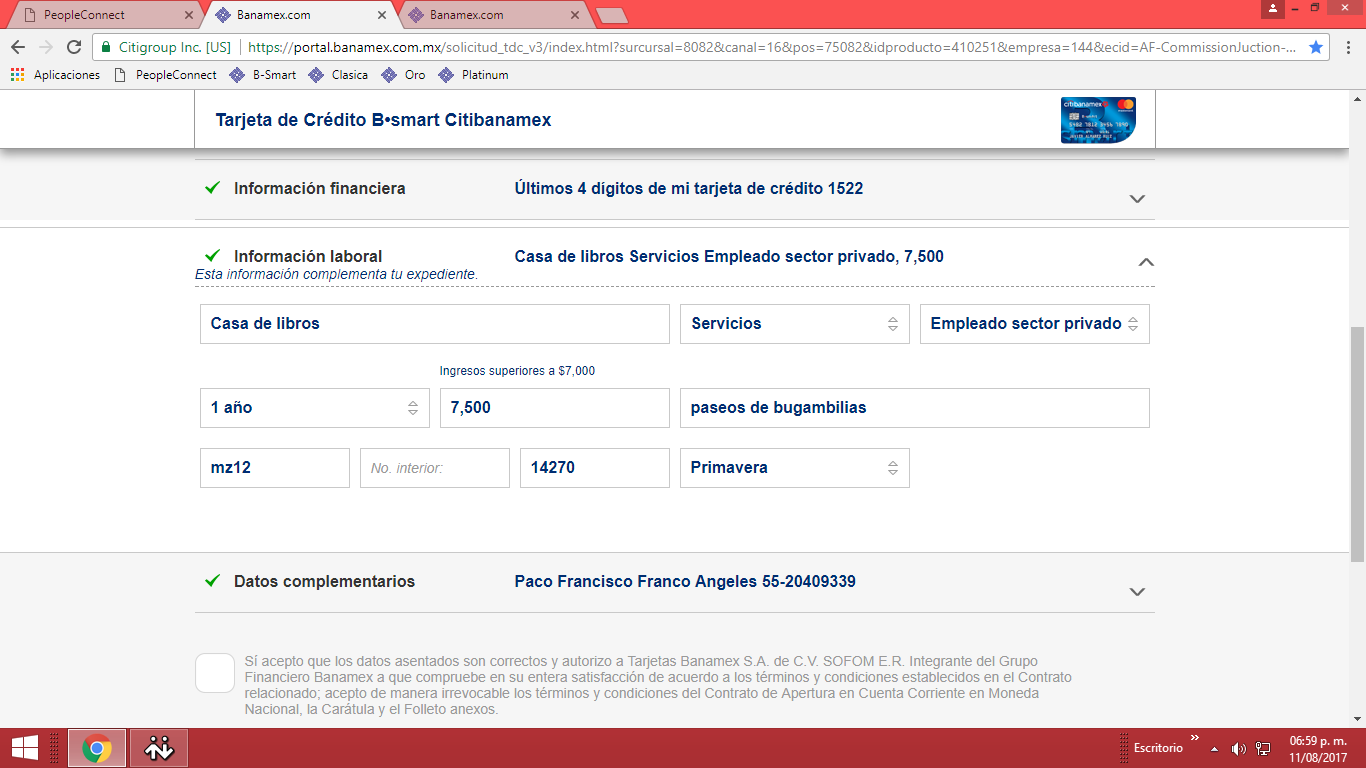 PeopleConnect
Banamex.com
Banamex.com
Citigroup Inc. [US]
https://portal.banamex.com.mx/solicitud_tdc_v3/index.html?sursursal=8082&canal=16&pos=75082&idproducto=410251&empresa=144&ecid=AF-CommissionJuction-...
Aplicaciones PeopleConnect B-Smart Clasica Oro Platinum
Tarjeta de Crédito B•smart Citibanamex
citibanamex
Información financiera Últimos 4 dígitos de mi tarjeta de crédito 1522
Información laboral Casa de libros Servicios Empleado sector privado, 7,500
Esta información complementa tu expediente.
Casa de libros Servicios Empleado sector privado
Ingresos superiores a $7,000
1 año 7,500 paseos de bugambilias
mz12 No. interior: 14270 Primavera
Datos complementarios Paco Francisco Franco Angeles 55-20409339
Sí acepto que los datos asentados son correctos y autorizo a Tarjetas Banamex S.A. de C.V. SOFOM E.R. Integrante del Grupo
Financiero Banamex a que compruebe en su entera satisfacción de acuerdo a los términos y condiciones establecidos en el Contrato
relacionado; acepto de manera irrevocable los términos y condiciones del Contrato de Apertura en Cuenta Corriente en Moneda
Nacional, la Carátula y el Folleto anexos.
Escritorio
06:59 p. m.
11/08/2017